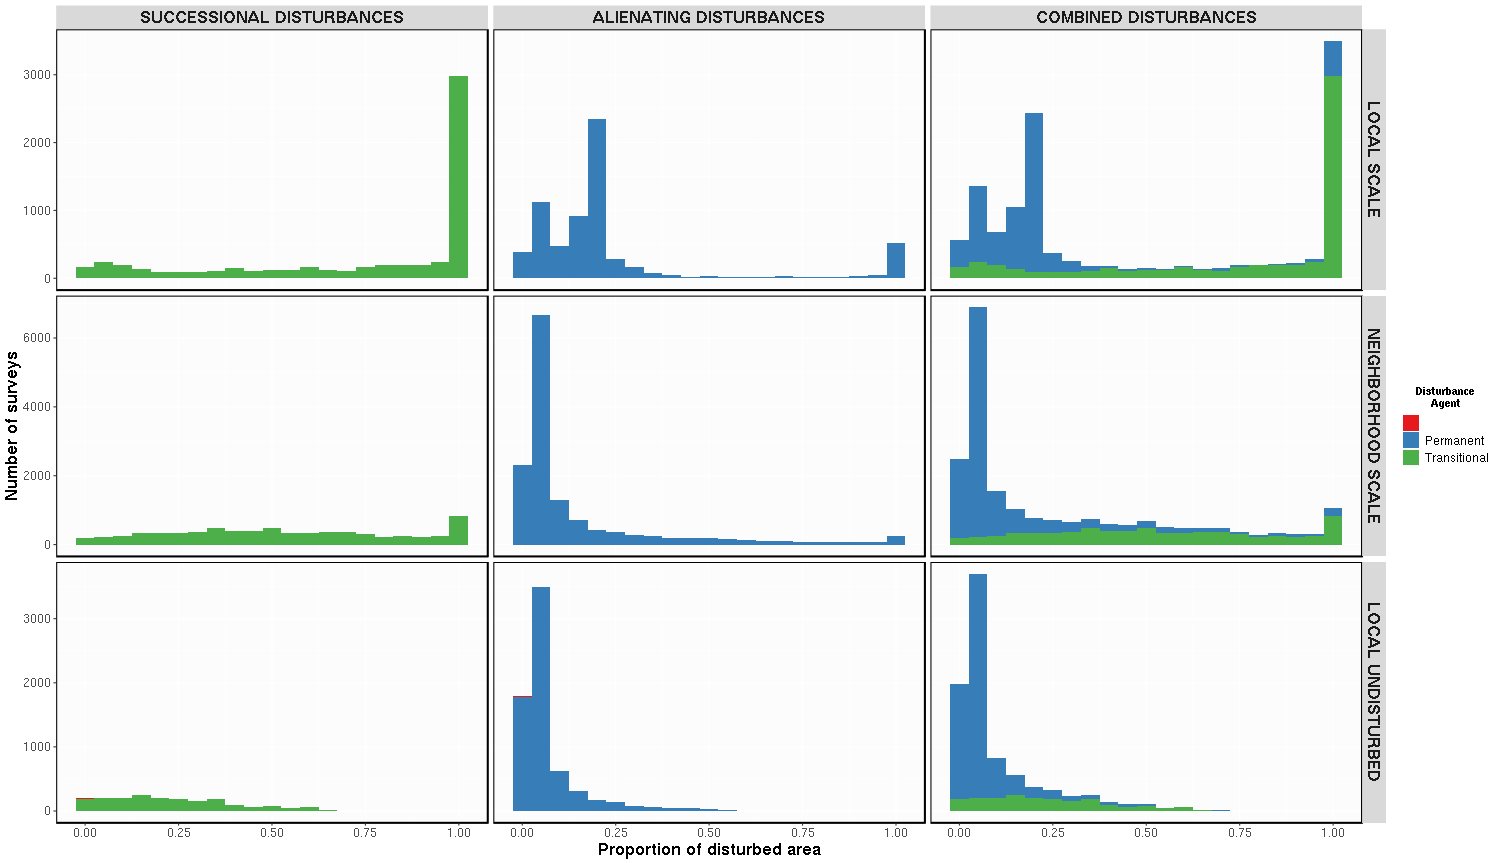 SUCCESSIONAL DISTURBANCES
ALIENATING DISTURBANCES
COMBINED DISTURBANCES
3000
2000
1000
0
LOCAL SCALE
6000
4000
2000
0
NEIGHBORHOOD SCALE
3000
2000
1000
0
LOCAL UNDISTURBED
Number of surveys
0.00 0.25 0.50 0.75 1.00
0.00 0.25 0.50 0.75 1.00
0.00 0.25 0.50 0.75 1.00
Proportion of disturbed area
Disturbance
Agent
Permanent
Transitional